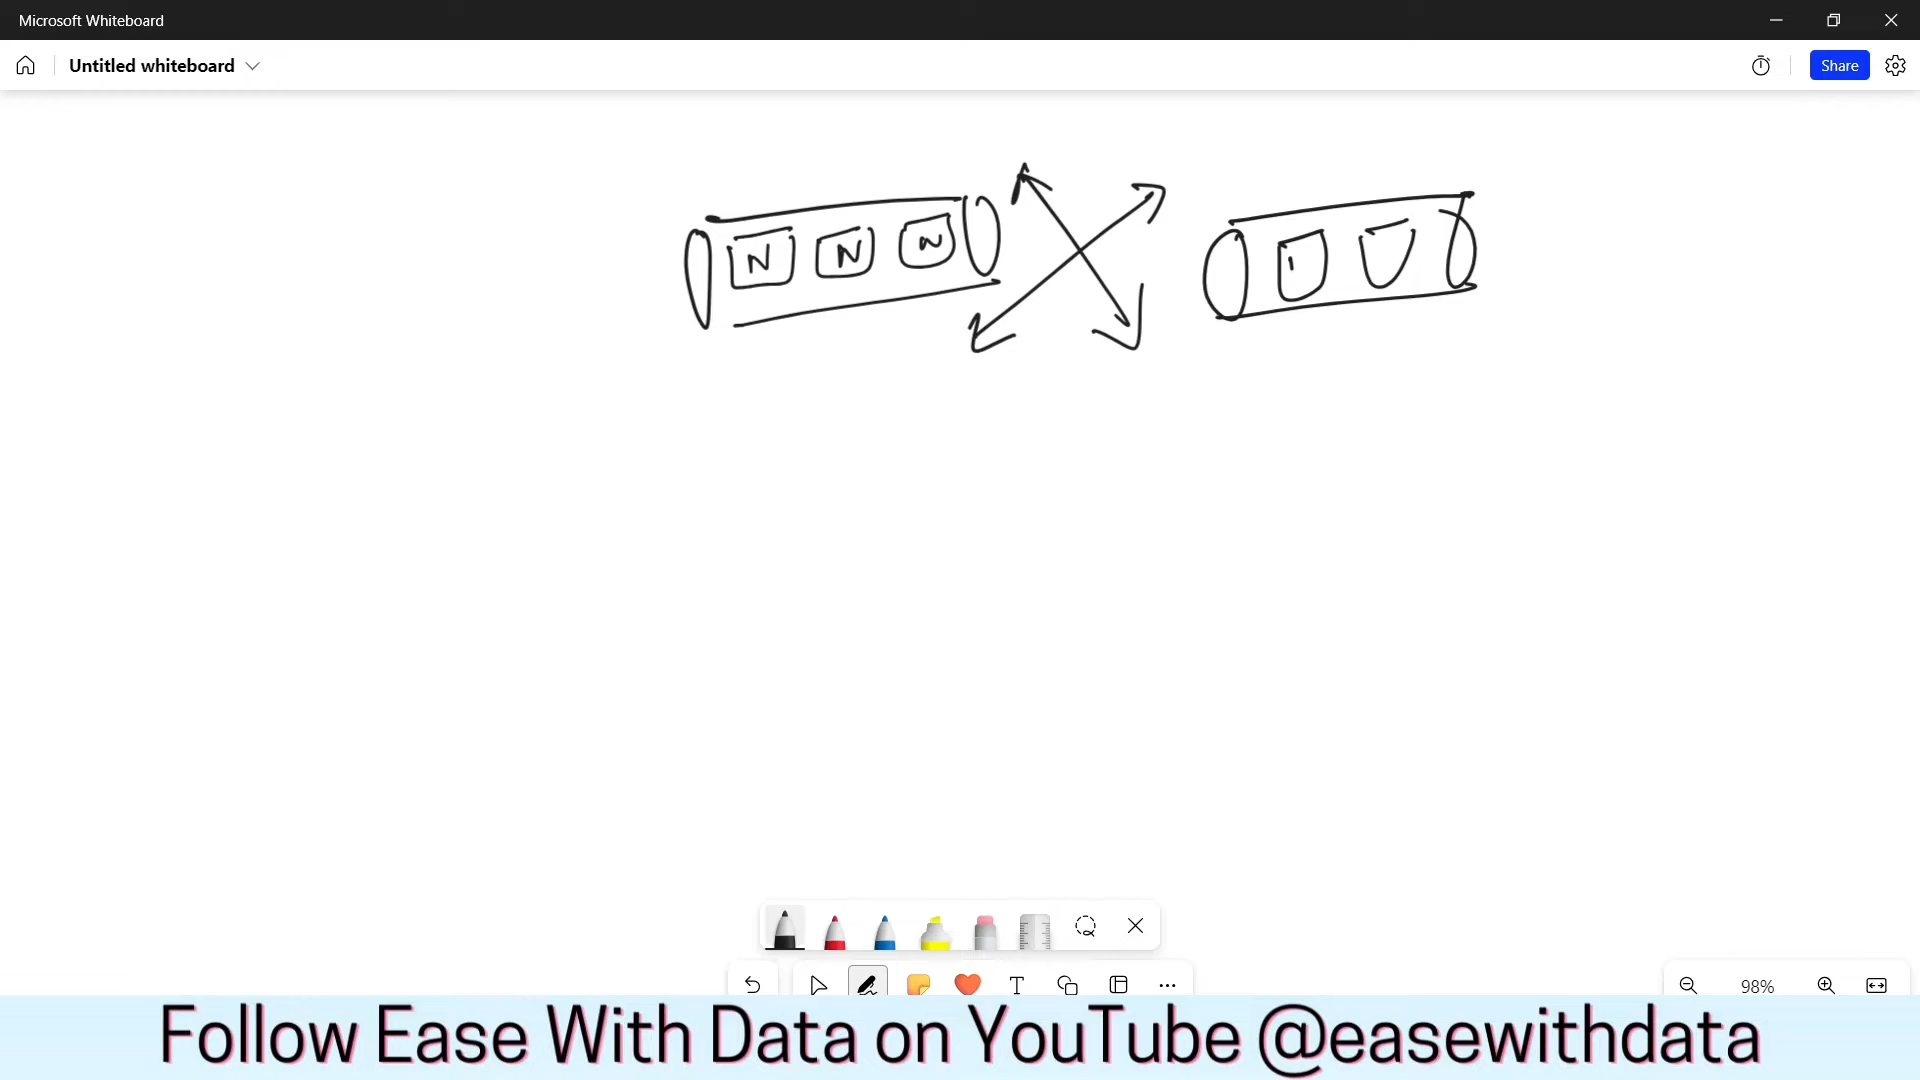 Microsoft Whiteboard
Untitled whiteboard
Share
N N N
98%
Follow Ease With Data on YouTube @easewithdata